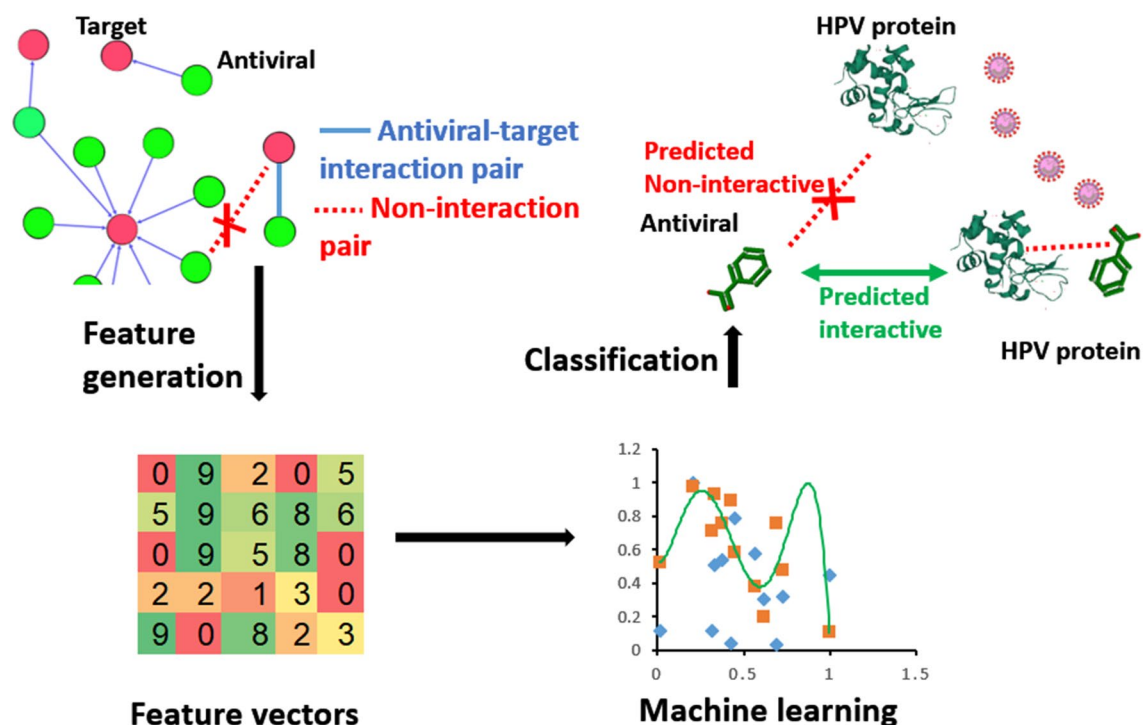 Target
Antiviral
Antiviral-target
interaction pair
Non-interaction
pair
Feature
generation
HPV protein
Predicted
Non-interactive
Antiviral
Predicted
interactive
HPV protein
Classification
0 9 2 0 5
5 9 6 8 6
0 9 5 8 0
2 2 1 3 0
9 0 8 2 3
Feature vectors
1.2
1
0.8
0.6
0.4
0.2
0
0 0.5 1 1.5
Machine learning